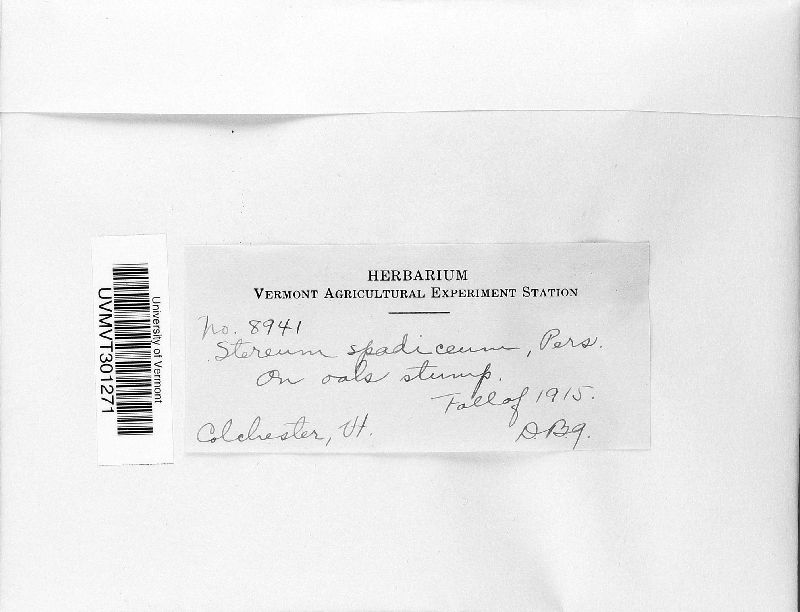 HERBARIUM
VERMONT AGRICULTURAL EXPERIMENT STATION
No. 8941
Stereum spadiceum, Pers.
On oak stump.
Fall of 1915.
Colchester, Vt.
University of Vermont
UVMVT301271